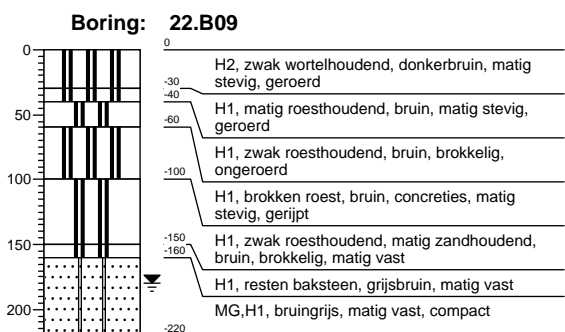 Boring: 22.B09
0
0
H2, zwak wortelhoudend, donkerbruin, matig
stevig, geroerd
-30
-40
H1, matig roesthoudend, bruin, matig stevig,
geroerd
50
-60
H1, zwak roesthoudend, bruin, brokkelig,
ongeroerd
100
-100
H1, brokken roest, bruin, concreties, matig
stevig, gerijpt
150
-150
-160
H1, zwak roesthoudend, matig zandhoudend,
bruin, brokkelig, matig vast
H1, resten baksteen, grijsbruin, matig vast
200
MG,H1, bruingrijs, matig vast, compact
-220